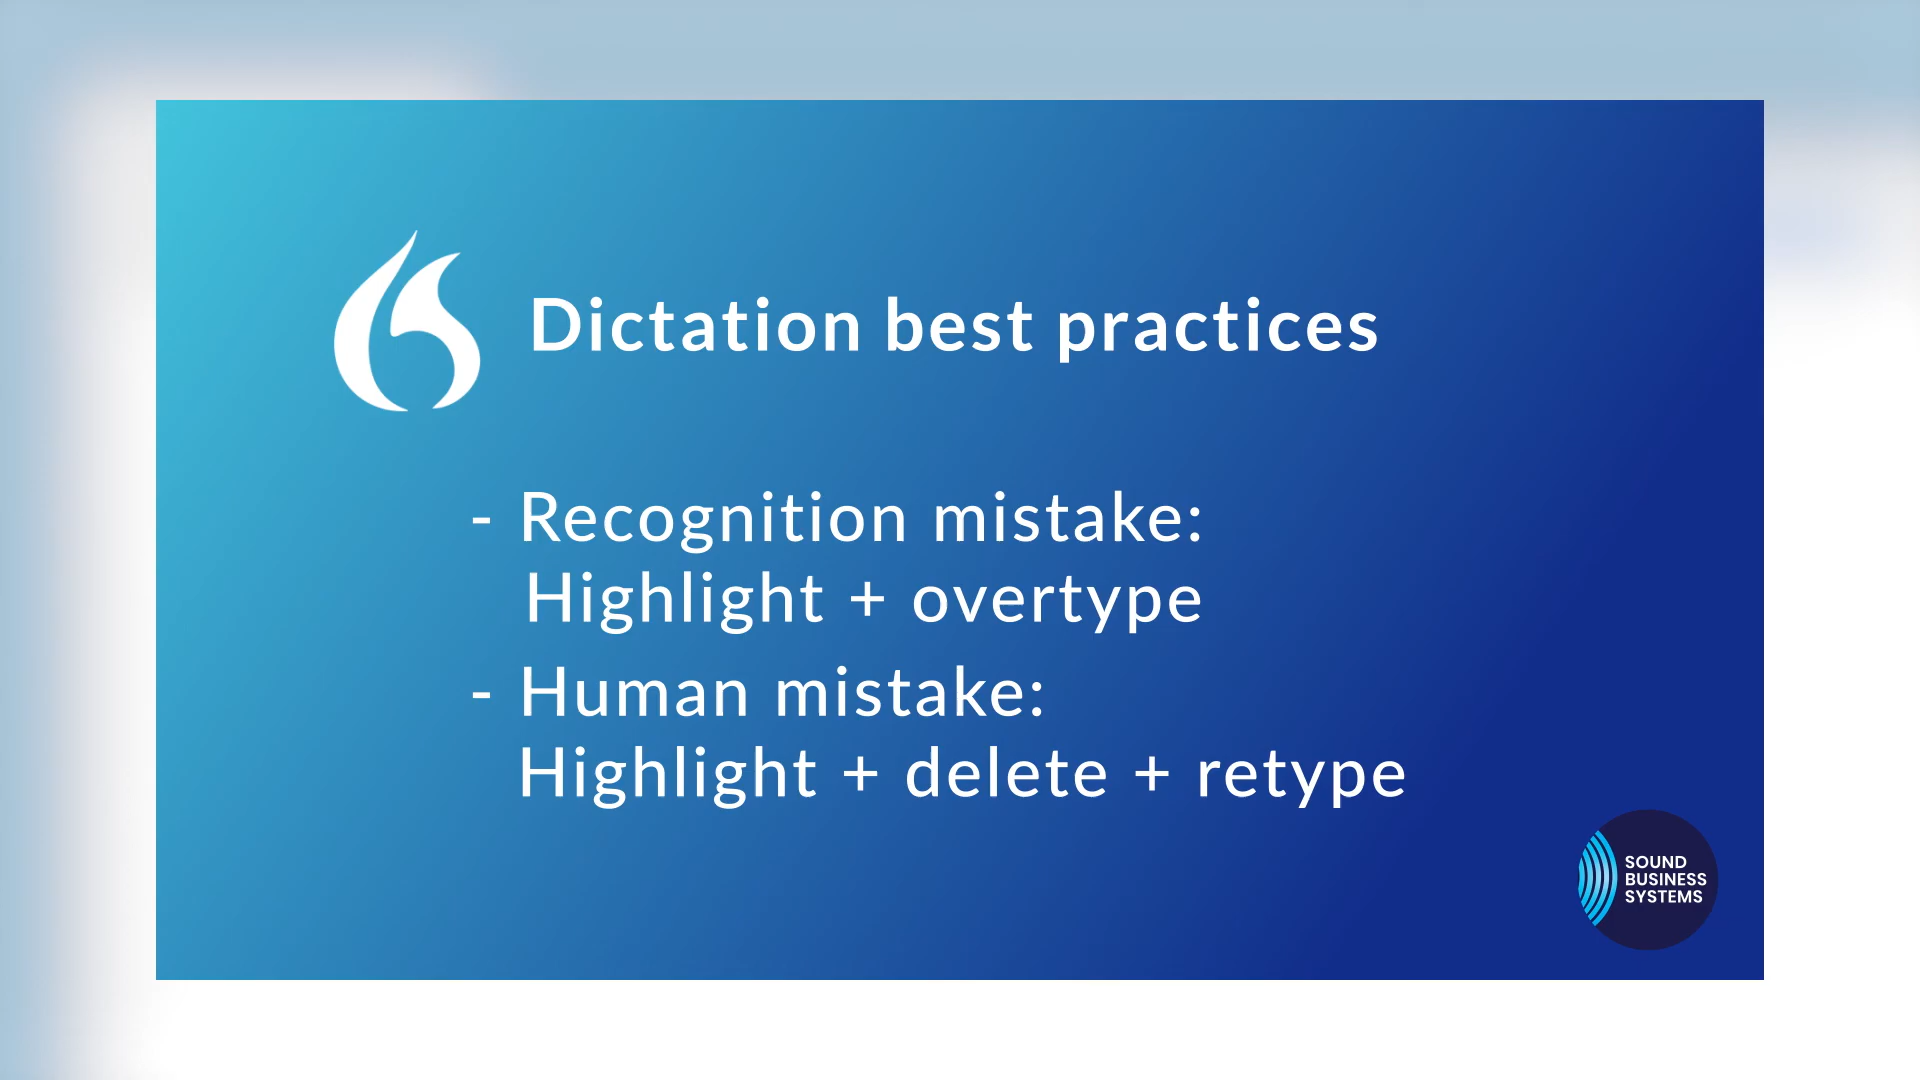 Dictation best practices
- Recognition mistake:
Highlight + overtype
- Human mistake:
Highlight + delete + retype
SOUND
BUSINESS
SYSTEMS